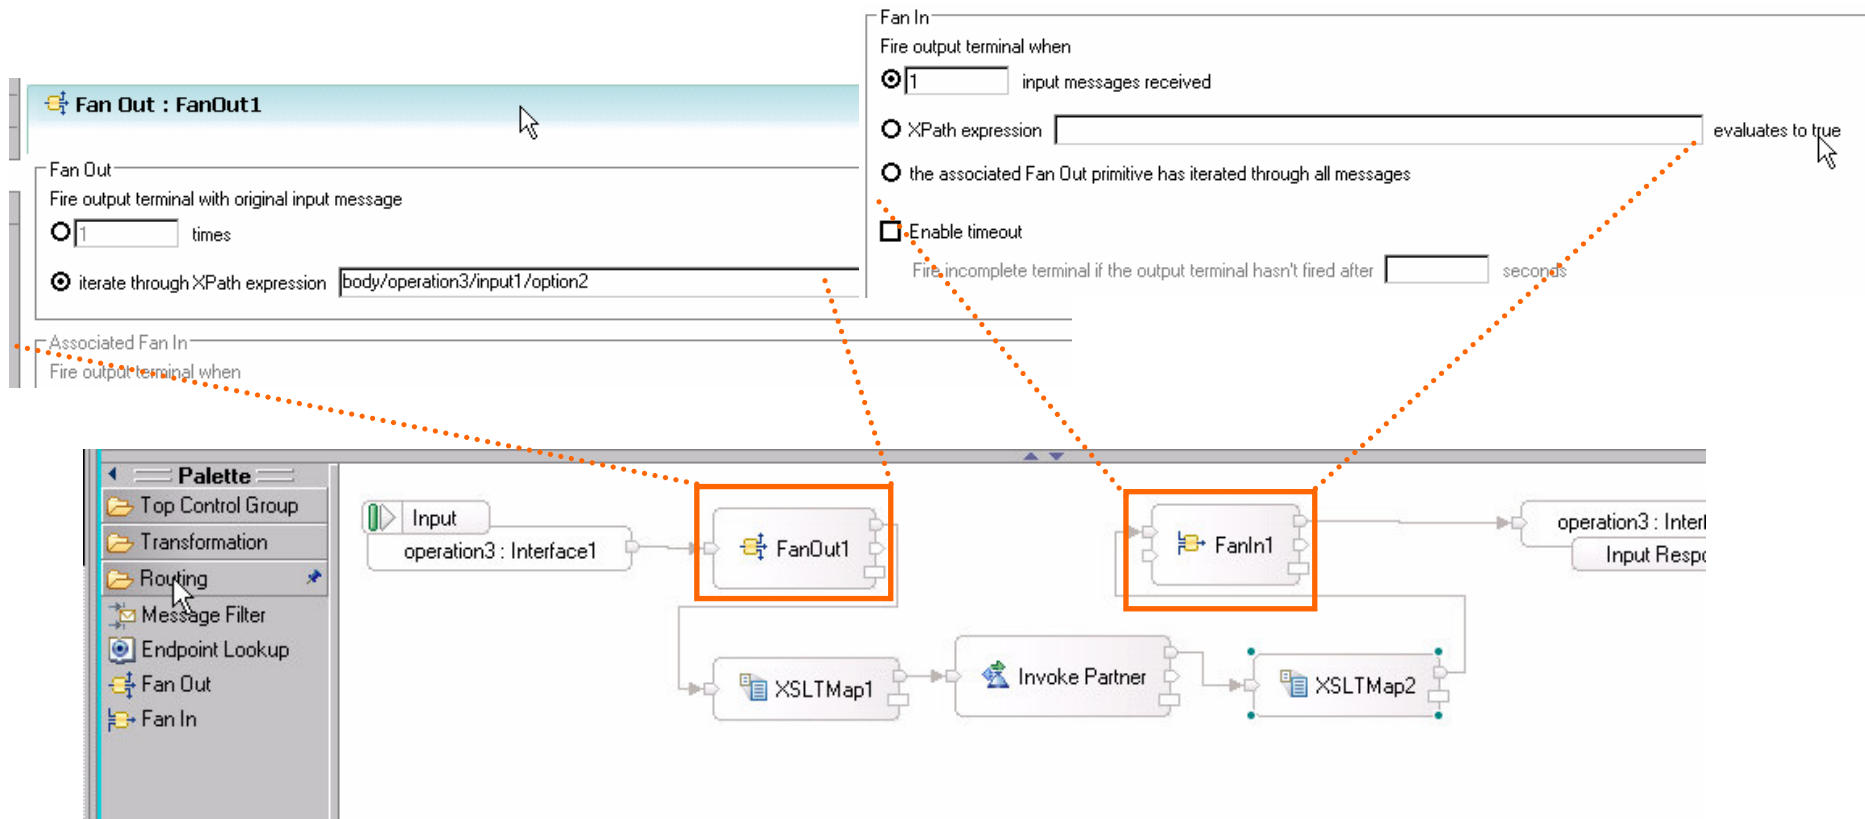 Fan Out : FanOut1
Fan Out
Fire output terminal with original input message
1 times
iterate through XPath expression body/operation3/input1/option2
Associated Fan In
Fire output terminal when
Fan In
Fire output terminal when
1 input messages received
XPath expression evaluates to true
the associated Fan Out primitive has iterated through all messages
Enable timeout
Fire incomplete terminal if the output terminal hasn't fired after seconds
Palette
Top Control Group
Transformation
Routing
Message Filter
Endpoint Lookup
Fan Out
Fan In
Input
operation3 : Interface1
FanOut1
XSLTMap1
Invoke Partner
XSLTMap2
FanIn1
operation3 : Interf
Input Respo